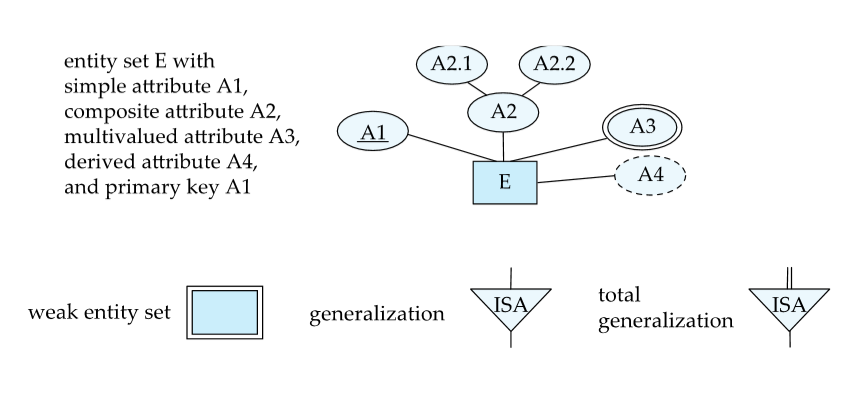 entity set E with
simple attribute A1,
composite attribute A2,
multivalued attribute A3,
derived attribute A4,
and primary key A1
A2.1
A2.2
A2
A1
A3
E
A4
weak entity set
generalization
ISA
total
generalization
ISA